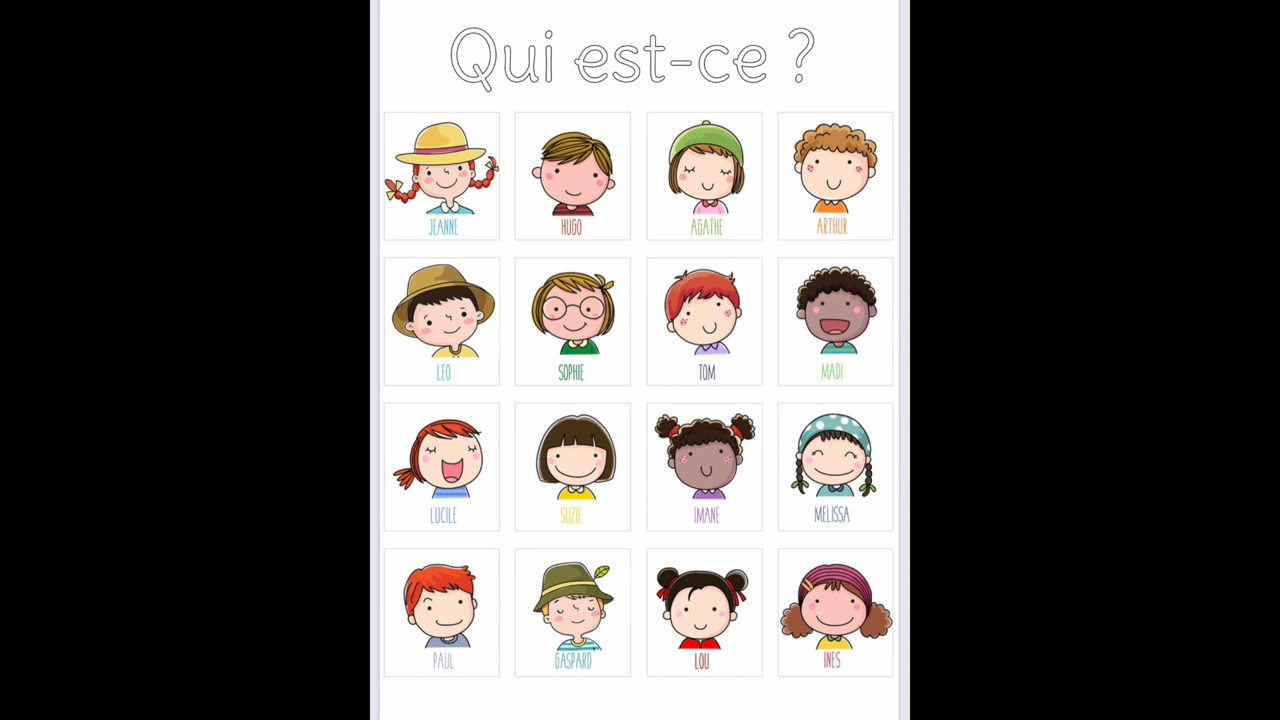 Qui est-ce ?
JEANNE HUGO AGATHE ARTHUR
LEO SOPHIE TOM MADI
LUCILE SUZIE IMANE MELISSA
PAUL GASPARD LOU INES